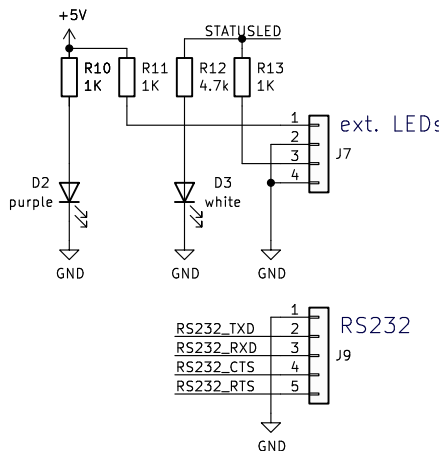 +5V
STATUSLED
R10 R11 R12 R13
1K 1K 4.7k 1K
1 ext. LEDs
2
3 J7
4
D2 D3
purple white
GND GND GND
1 RS232
RS232_TXD 2
RS232_RXD 3 J9
RS232_CTS 4
RS232_RTS 5
GND